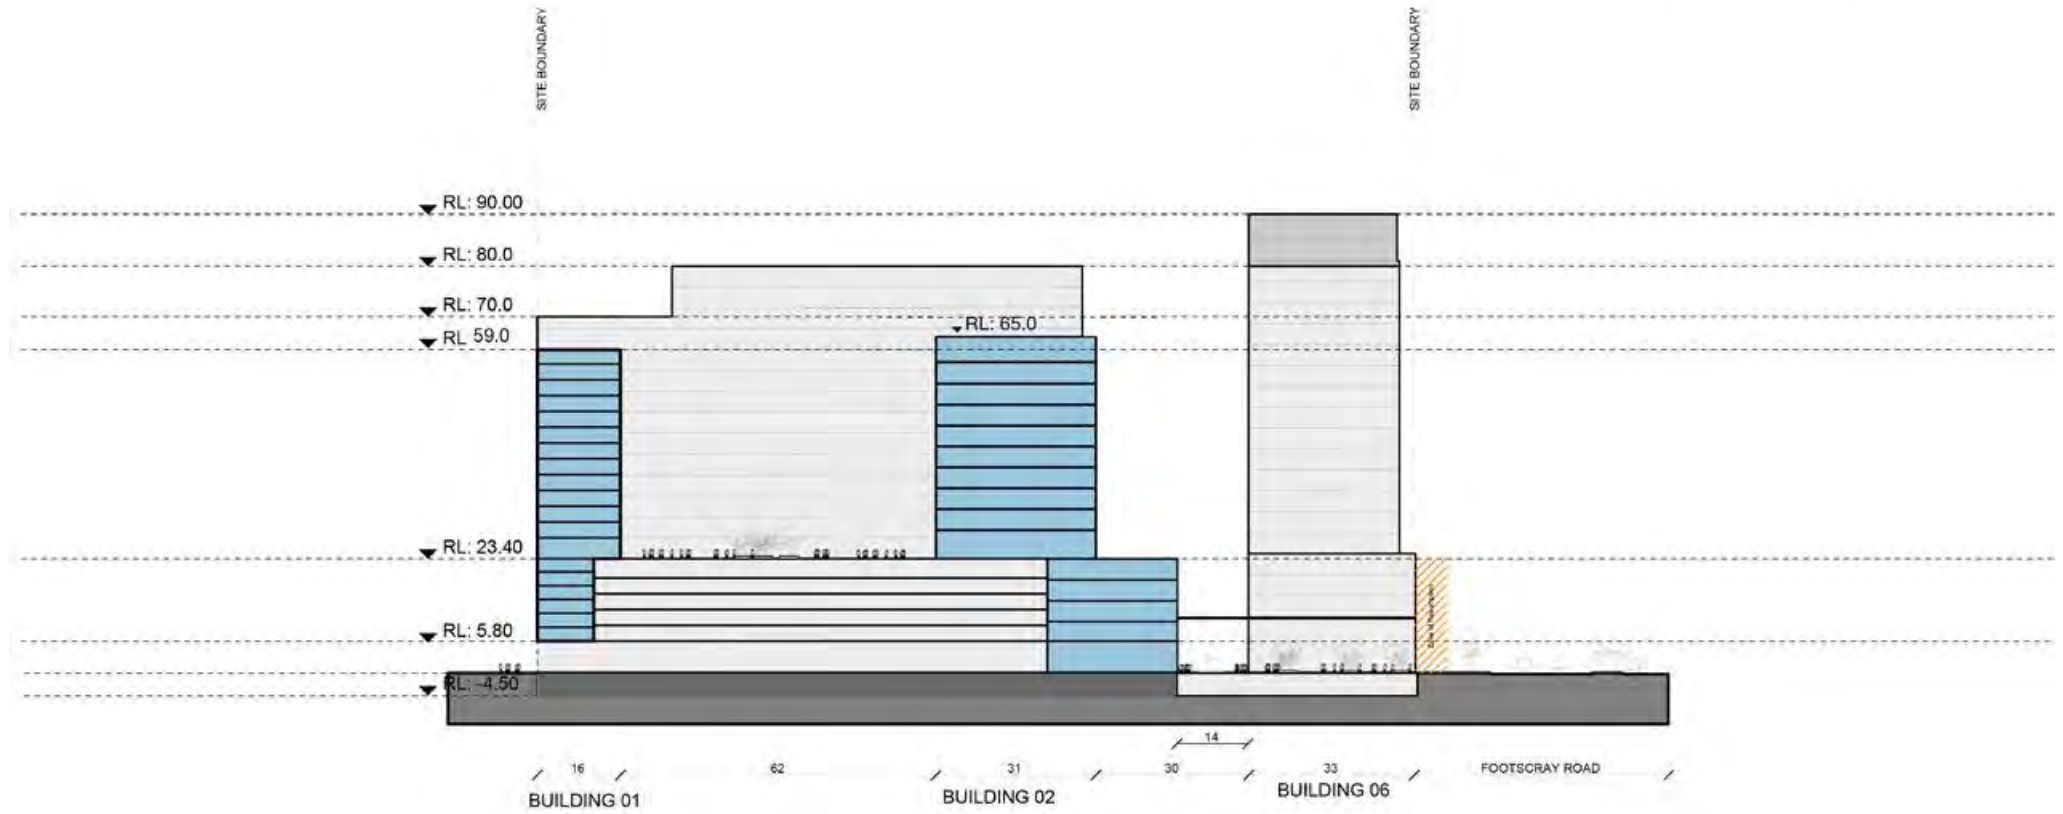 SITE BOUNDARY
SITE BOUNDARY
RL: 90.00
RL: 80.0
RL: 70.0
RL: 65.0
RL 59.0
RL: 23.40
RL: 5.80
RL: -4.50
14
16
62
31
30
33
FOOTSCRAY ROAD
BUILDING 01
BUILDING 02
BUILDING 06